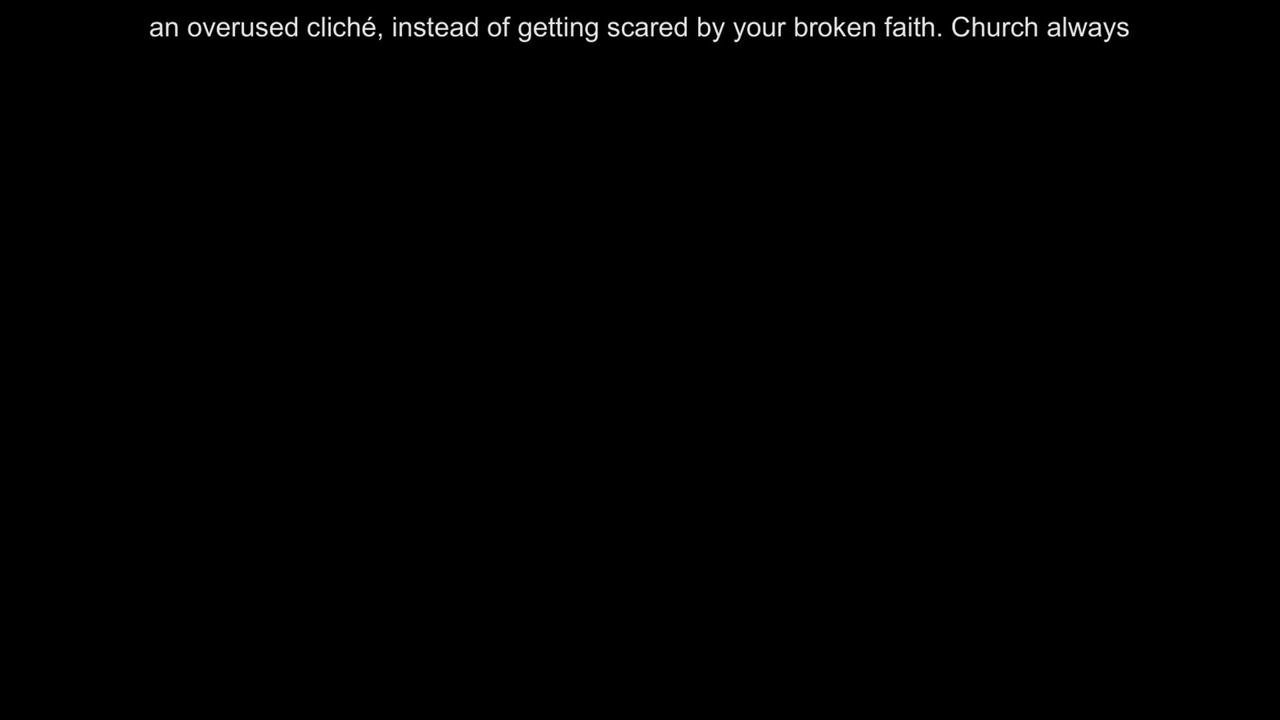 an overused cliché, instead of getting scared by your broken faith. Church always